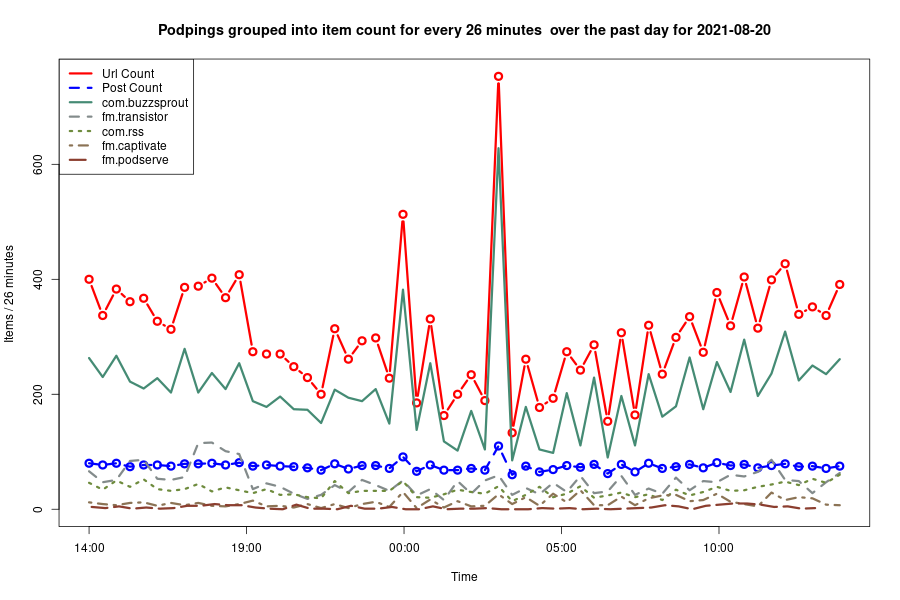 Podpings grouped into item count for every 26 minutes  over the past day for 2021-08-20
Url Count
Post Count
com.buzzsprout
fm.transistor
com.rss
fm.captivate
fm.podserve
Items / 26 minutes
600
400
200
0
14:00 19:00 00:00 05:00 10:00
Time